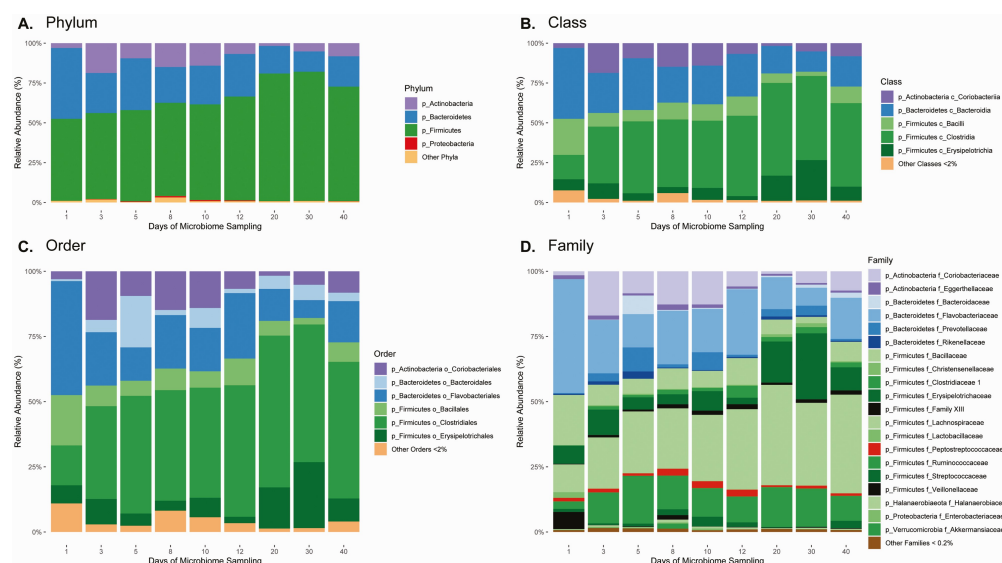 A. Phylum
Relative Abundance (%)
100%
75%
50%
25%
0%
1 3 5 8 10 12 20 30 40
Days of Microbiome Sampling
Phylum
p_Actinobacteria
p_Bacteroidetes
p_Firmicutes
p_Proteobacteria
Other Phyla
B. Class
Relative Abundance (%)
100%
75%
50%
25%
0%
1 3 5 8 10 12 20 30 40
Days of Microbiome Sampling
Class
p_Actinobacteria c_Coriobacteriia
p_Bacteroidetes c_Bacteroidia
p_Firmicutes c_Bacilli
p_Firmicutes c_Clostridia
p_Firmicutes c_Erysipelotrichia
Other Classes <2%
C. Order
Relative Abundance (%)
100%
75%
50%
25%
0%
1 3 5 8 10 12 20 30 40
Days of Microbiome Sampling
Order
p_Actinobacteria o_Coriobacteriales
p_Bacteroidetes o_Bacteroidales
p_Bacteroidetes o_Flavobacteriales
p_Firmicutes o_Bacillales
p_Firmicutes o_Clostridiales
p_Firmicutes o_Erysipelotrichales
Other Orders <2%
D. Family
Relative Abundance (%)
100%
75%
50%
25%
0%
1 3 5 8 10 12 20 30 40
Days of Microbiome Sampling
Family
p_Actinobacteria f_Coriobacteriaceae
p_Actinobacteria f_Eggerthellaceae
p_Bacteroidetes f_Bacteroidaceae
p_Bacteroidetes f_Flavobacteriaceae
p_Bacteroidetes f_Prevotellaceae
p_Bacteroidetes f_Rikenellaceae
p_Firmicutes f_Bacillaceae
p_Firmicutes f_Christensenellaceae
p_Firmicutes f_Clostridiaceae 1
p_Firmicutes f_Erysipelotrichaceae
p_Firmicutes f_Family XIII
p_Firmicutes f_Lachnospiraceae
p_Firmicutes f_Lactobacillaceae
p_Firmicutes f_Peptostreptococcaceae
p_Firmicutes f_Ruminococcaceae
p_Firmicutes f_Streptococcaceae
p_Firmicutes f_Veillonellaceae
p_Halanaerobiaeota f_Halanaerobiaceae
p_Proteobacteria f_Enterobacteriaceae
p_Verrucomicrobia f_Akkermansiaceae
Other Families < 0.2%